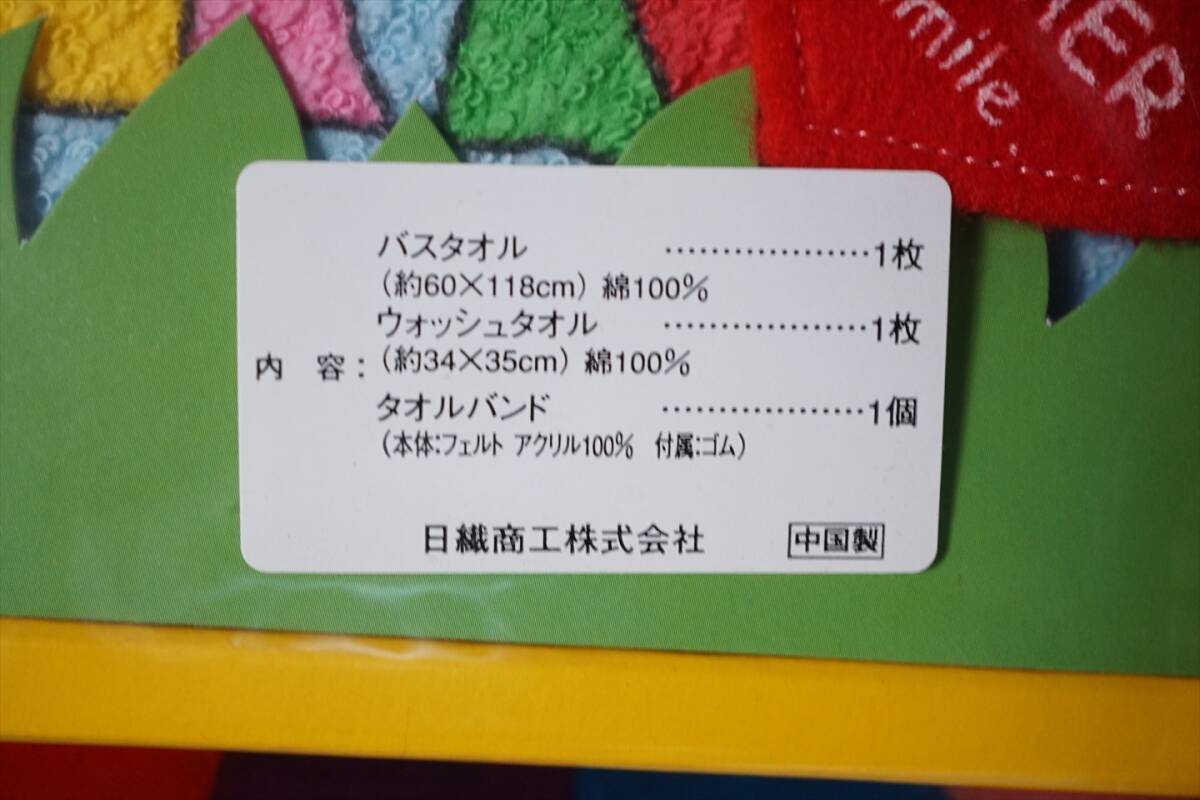 HER
mile
バスタオル ………………1枚
(約60×118cm) 綿100%
ウォッシュタオル ………………1枚
内 容: (約34×35cm) 綿100%
タオルバンド ………………1個
(本体:フェルト アクリル100% 付属:ゴム)
日繊商工株式会社 中国製